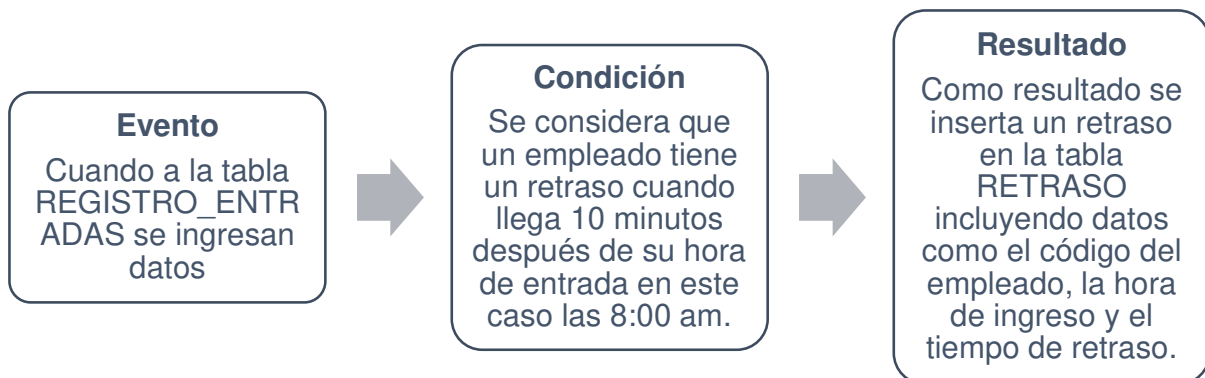 Evento
Cuando a la tabla
REGISTRO_ENTR
ADAS se ingresan
datos
Condición
Se considera que
un empleado tiene
un retraso cuando
llega 10 minutos
después de su hora
de entrada en este
caso las 8:00 am.
Resultado
Como resultado se
inserta un retraso
en la tabla
RETRASO
incluyendo datos
como el código del
empleado, la hora
de ingreso y el
tiempo de retraso.